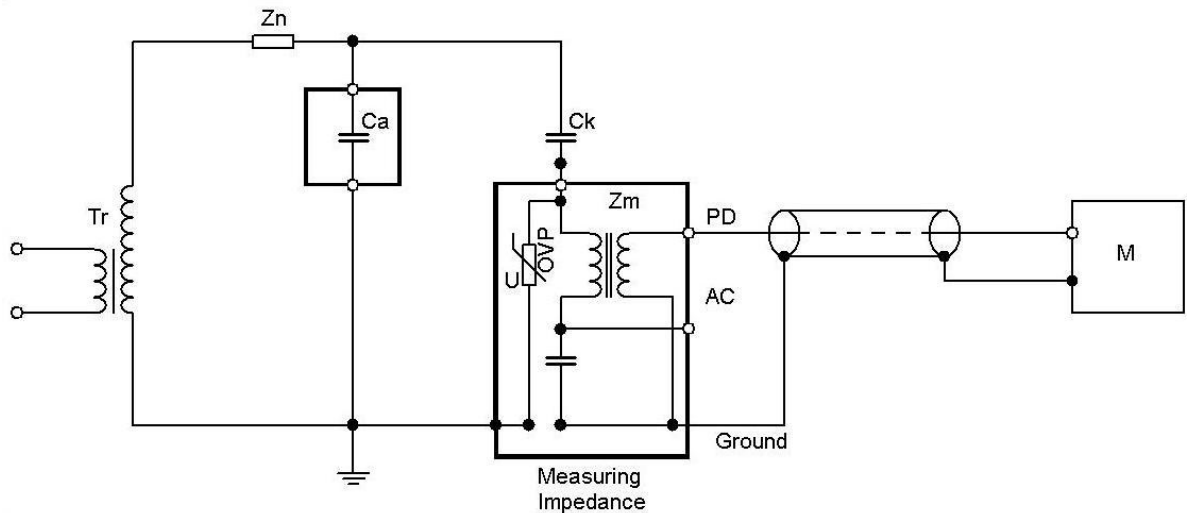 Zn
Ca
Ck
Tr
Zm
PD
U
OVP
M
AC
Ground
Measuring
Impedance